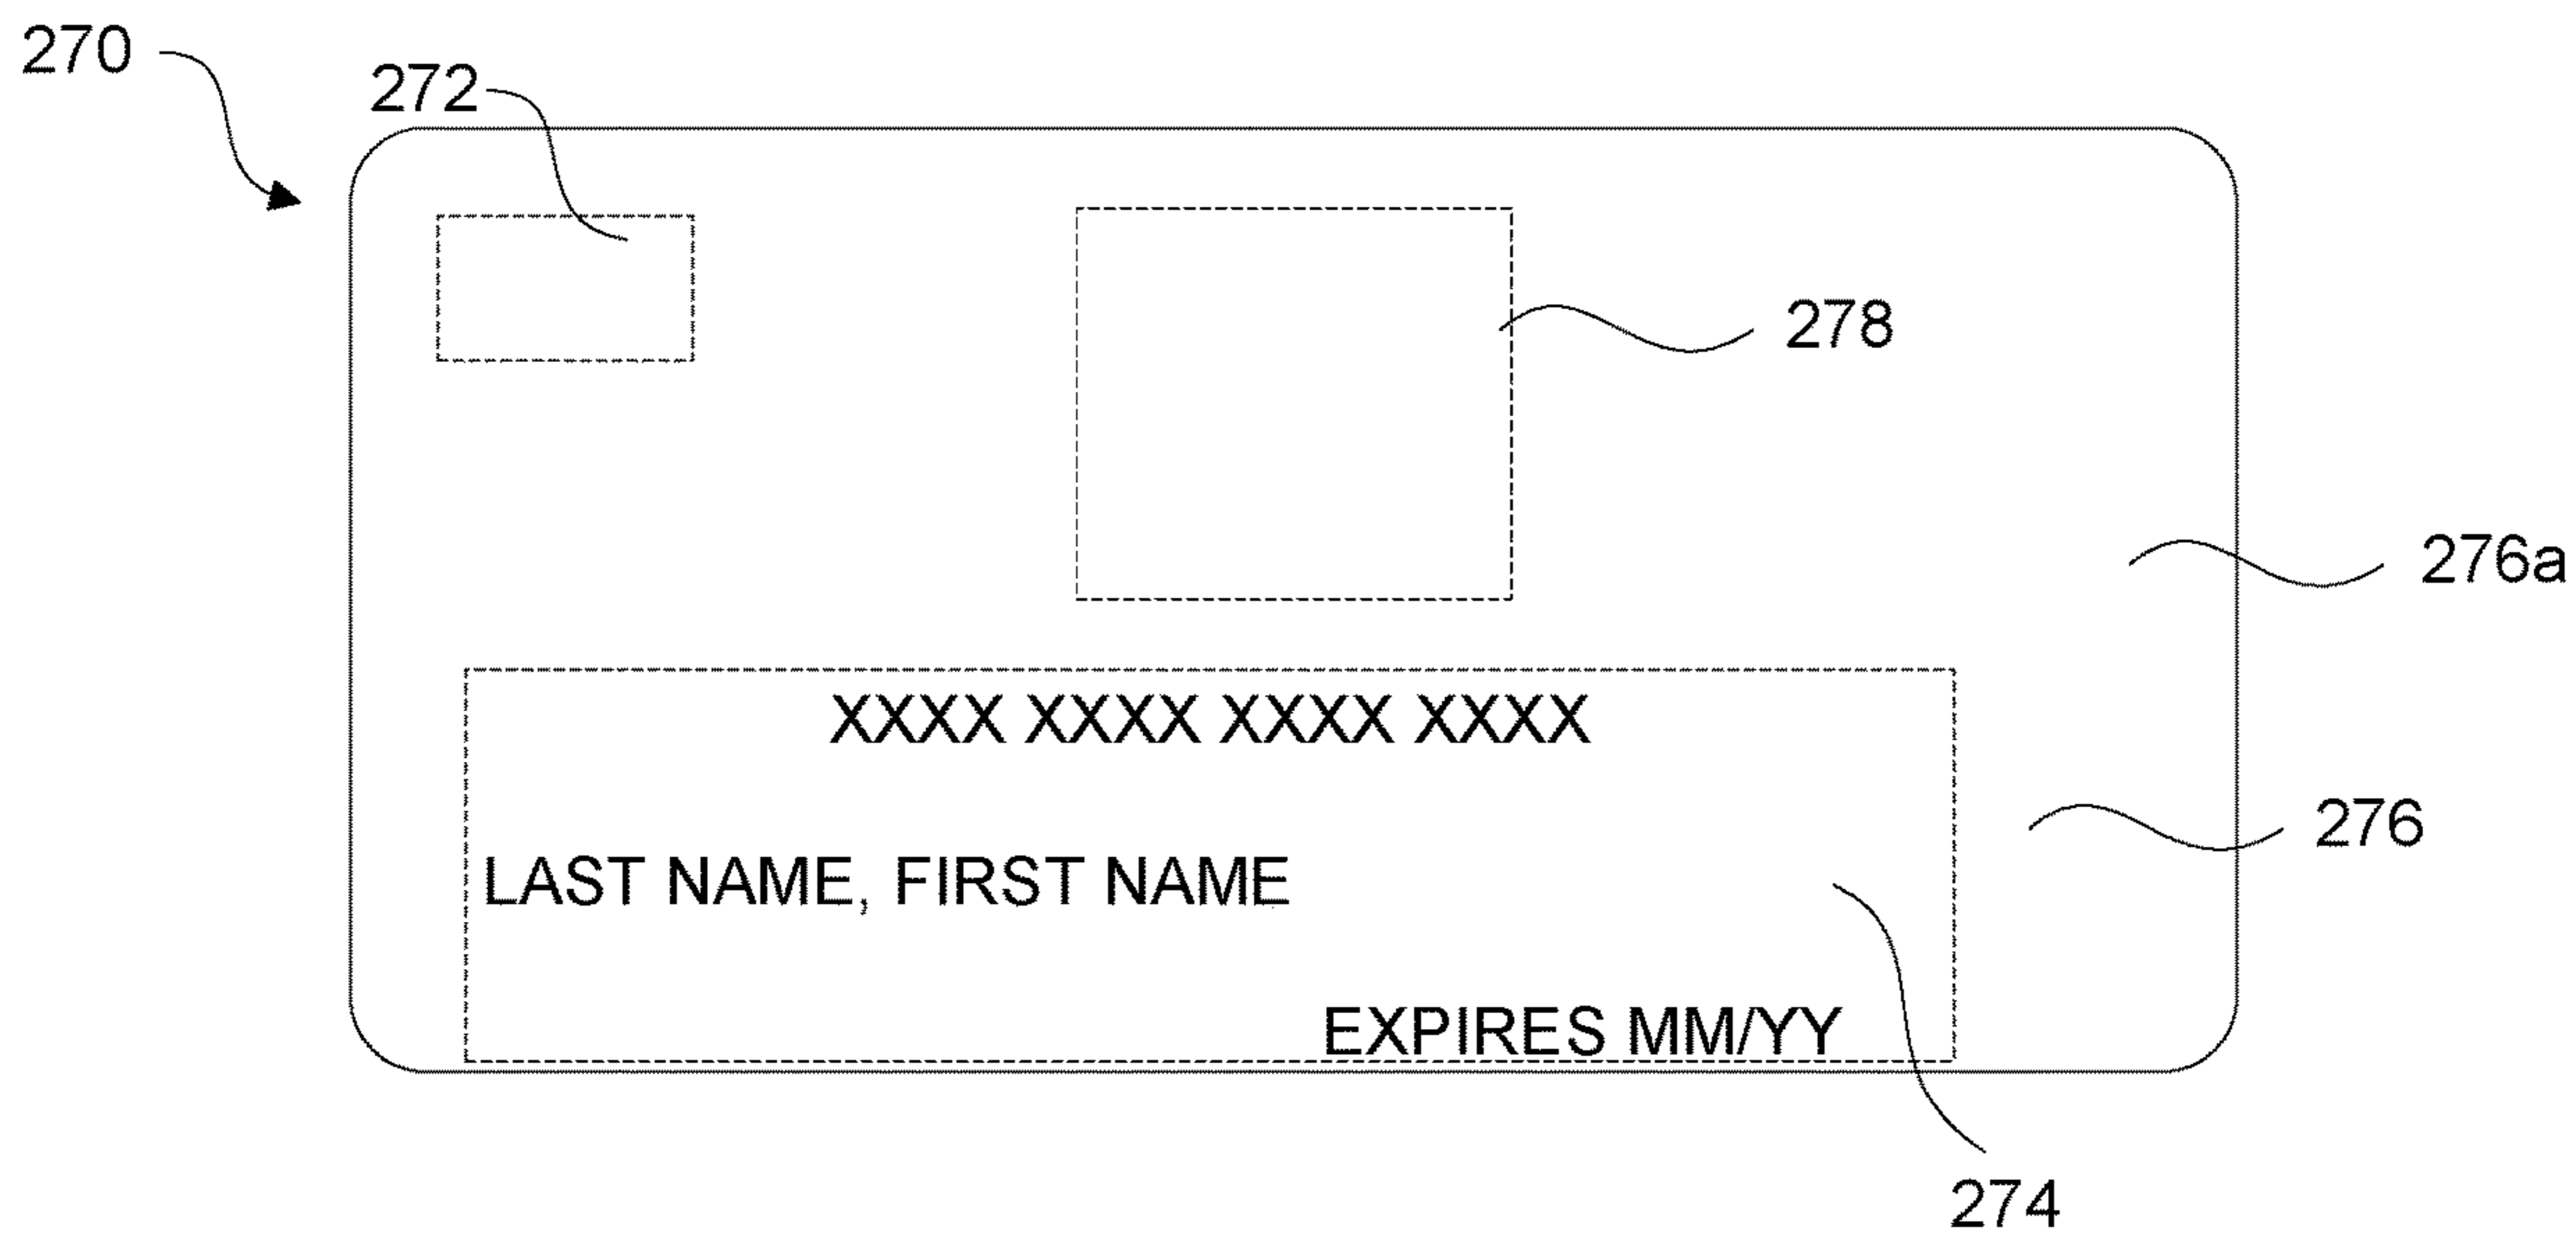 270
272
278
276a
XXXX XXXX XXXX XXXX
276
LAST NAME, FIRST NAME
EXPIRES MM/YY
274